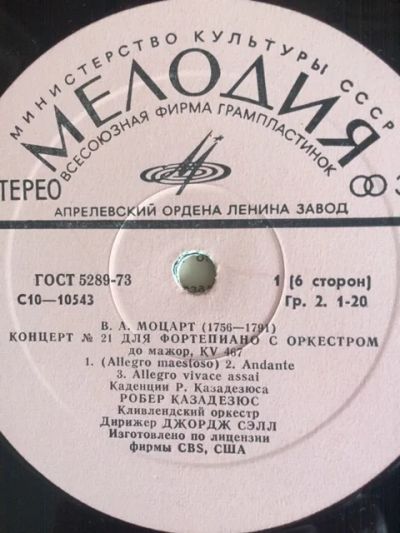 МИНИСТЕРСТВО КУЛЬТУРЫ СССР
МЕЛОДИЯ
ВСЕСОЮЗНАЯ ФИРМА ГРАМПЛАСТИНОК
СТЕРЕО
АПРЕЛЕВСКИЙ ОРДЕНА ЛЕНИНА ЗАВОД
ГОСТ 5289-73
С10—10543
1 (6 сторон)
Гр. 2. 1-20
В. А. МОЦАРТ (1756—1791)
КОНЦЕРТ № 21 ДЛЯ ФОРТЕПИАНО С ОРКЕСТРОМ
до мажор, KV 467
1. (Allegro maestoso) 2. Andante
3. Allegro vivace assai
Каденции Р. Казадезюса
РОБЕР КАЗАДЕЗЮС
Кливлендский оркестр
Дирижер ДЖОРДЖ СЭЛЛ
Изготовлено по лицензии
фирмы CBS, США